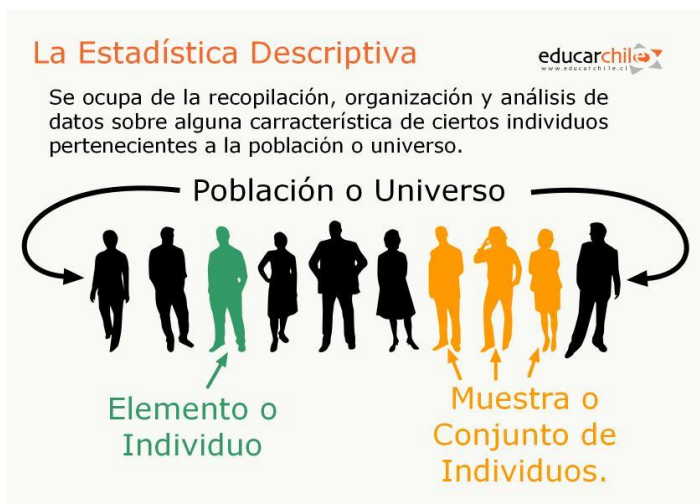 La Estadística Descriptiva
educarchile
www.educarchile.cl
Se ocupa de la recopilación, organización y análisis de
datos sobre alguna carracterística de ciertos individuos
pertenecientes a la población o universo.
Población o Universo
Elemento o
Individuo
Muestra o
Conjunto de
Individuos.